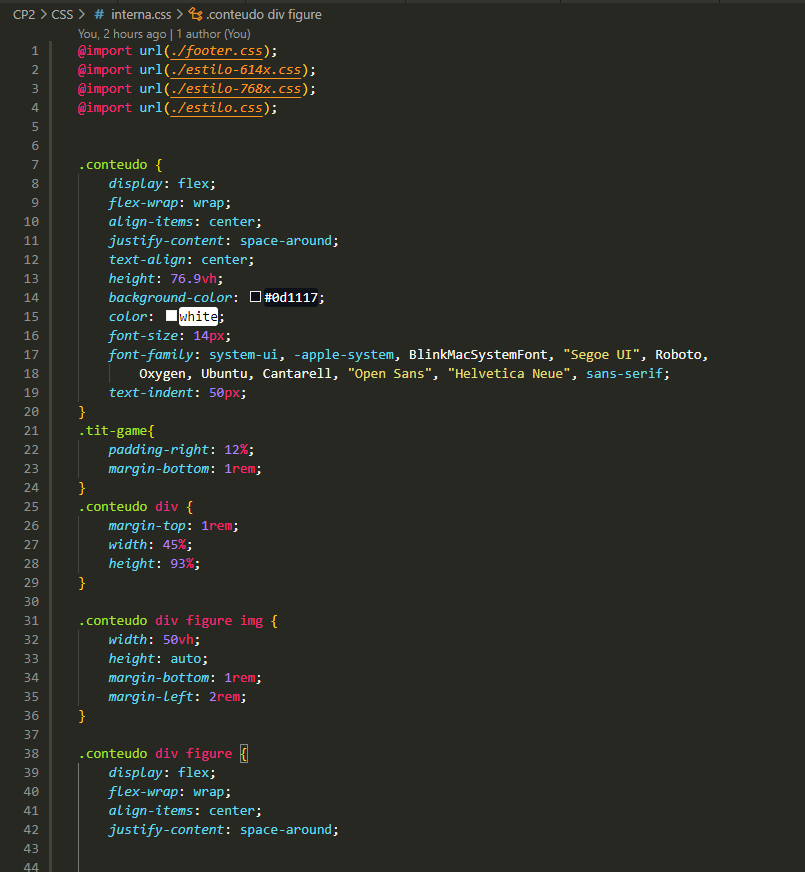 CP2 > CSS > # interna.css > .conteudo div figure
You, 2 hours ago | 1 author (You)
1 @import url(./footer.css);
2 @import url(./estilo-614x.css);
3 @import url(./estilo-768x.css);
4 @import url(./estilo.css);
5
6
7 .conteudo {
8 display: flex;
9 flex-wrap: wrap;
10 align-items: center;
11 justify-content: space-around;
12 text-align: center;
13 height: 76.9vh;
14 background-color: #0d1117;
15 color: white;
16 font-size: 14px;
17 font-family: system-ui, -apple-system, BlinkMacSystemFont, "Segoe UI", Roboto,
18 Oxygen, Ubuntu, Cantarell, "Open Sans", "Helvetica Neue", sans-serif;
19 text-indent: 50px;
20 }
21 .tit-game{
22 padding-right: 12%;
23 margin-bottom: 1rem;
24 }
25 .conteudo div {
26 margin-top: 1rem;
27 width: 45%;
28 height: 93%;
29 }
30
31 .conteudo div figure img {
32 width: 50vh;
33 height: auto;
34 margin-bottom: 1rem;
35 margin-left: 2rem;
36 }
37
38 .conteudo div figure {
39 display: flex;
40 flex-wrap: wrap;
41 align-items: center;
42 justify-content: space-around;
43
44